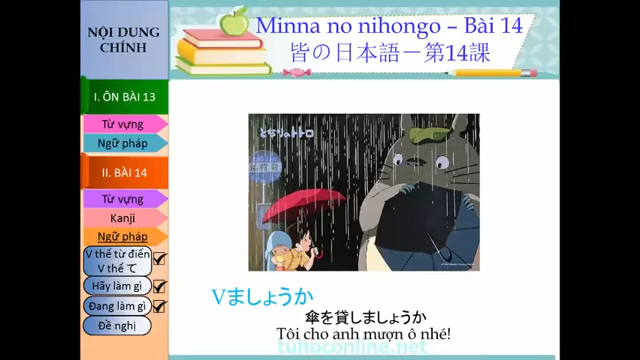 NỘI DUNG
CHÍNH
I. ÔN BÀI 13
Từ vựng
Ngữ pháp
II. BÀI 14
Từ vựng
Kanji
Ngữ pháp
V thể từ điển
V thể て
Hãy làm gì
Đang làm gì
Đề nghị
Minna no nihongo – Bài 14
皆の日本語－第14課
となりのトトロ
Vましょうか
傘を貸しましょうか
Tôi cho anh mượn ô nhé!
tuhoconline.net